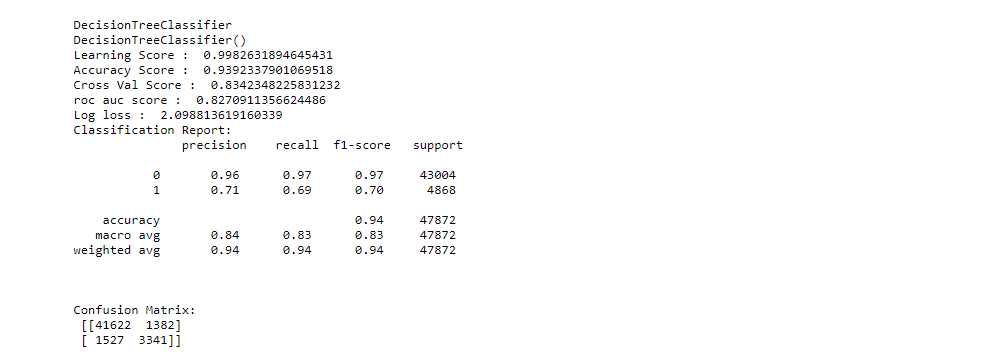 DecisionTreeClassifier
DecisionTreeClassifier()
Learning Score :  0.9982631894645431
Accuracy Score :  0.9392337901069518
Cross Val Score :  0.8342348225831232
roc auc score :  0.8270911356624486
Log loss :  2.098813619160339
Classification Report:
               precision    recall  f1-score   support
           0       0.96      0.97      0.97     43004
           1       0.71      0.69      0.70      4868
    accuracy                           0.94     47872
   macro avg       0.84      0.83      0.83     47872
weighted avg       0.94      0.94      0.94     47872
Confusion Matrix:
 [[41622  1382]
 [ 1527  3341]]